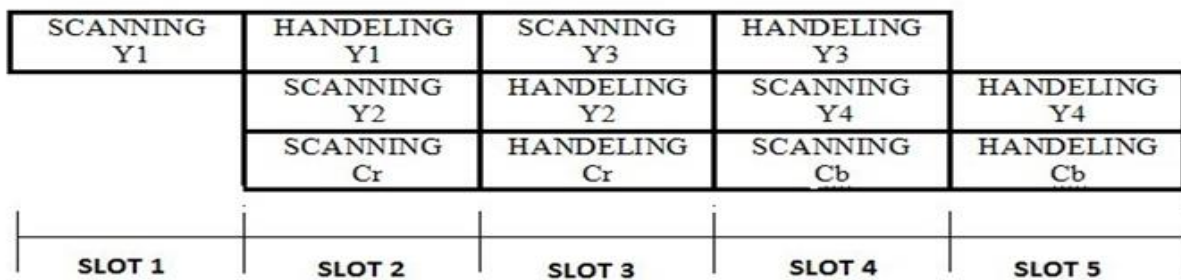 SCANNING HANDELING SCANNING HANDELING
Y1 Y1 Y3 Y3
SCANNING HANDELING SCANNING HANDELING
Y2 Y2 Y4 Y4
SCANNING HANDELING SCANNING HANDELING
Cr Cr Cb Cb
SLOT 1 SLOT 2 SLOT 3 SLOT 4 SLOT 5